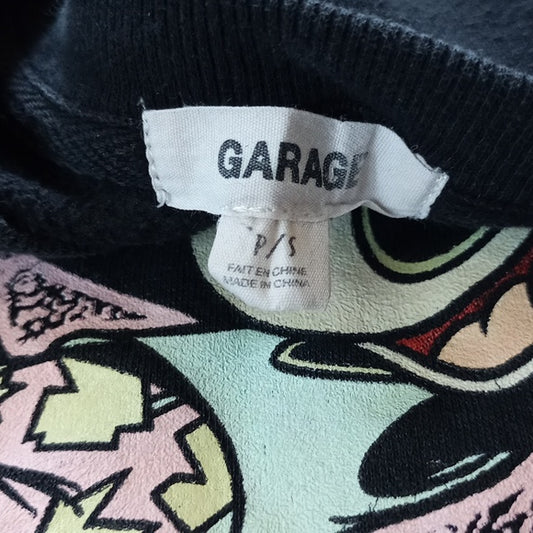 GARAGE
P/S
FAIT EN CHINE
MADE IN CHINA